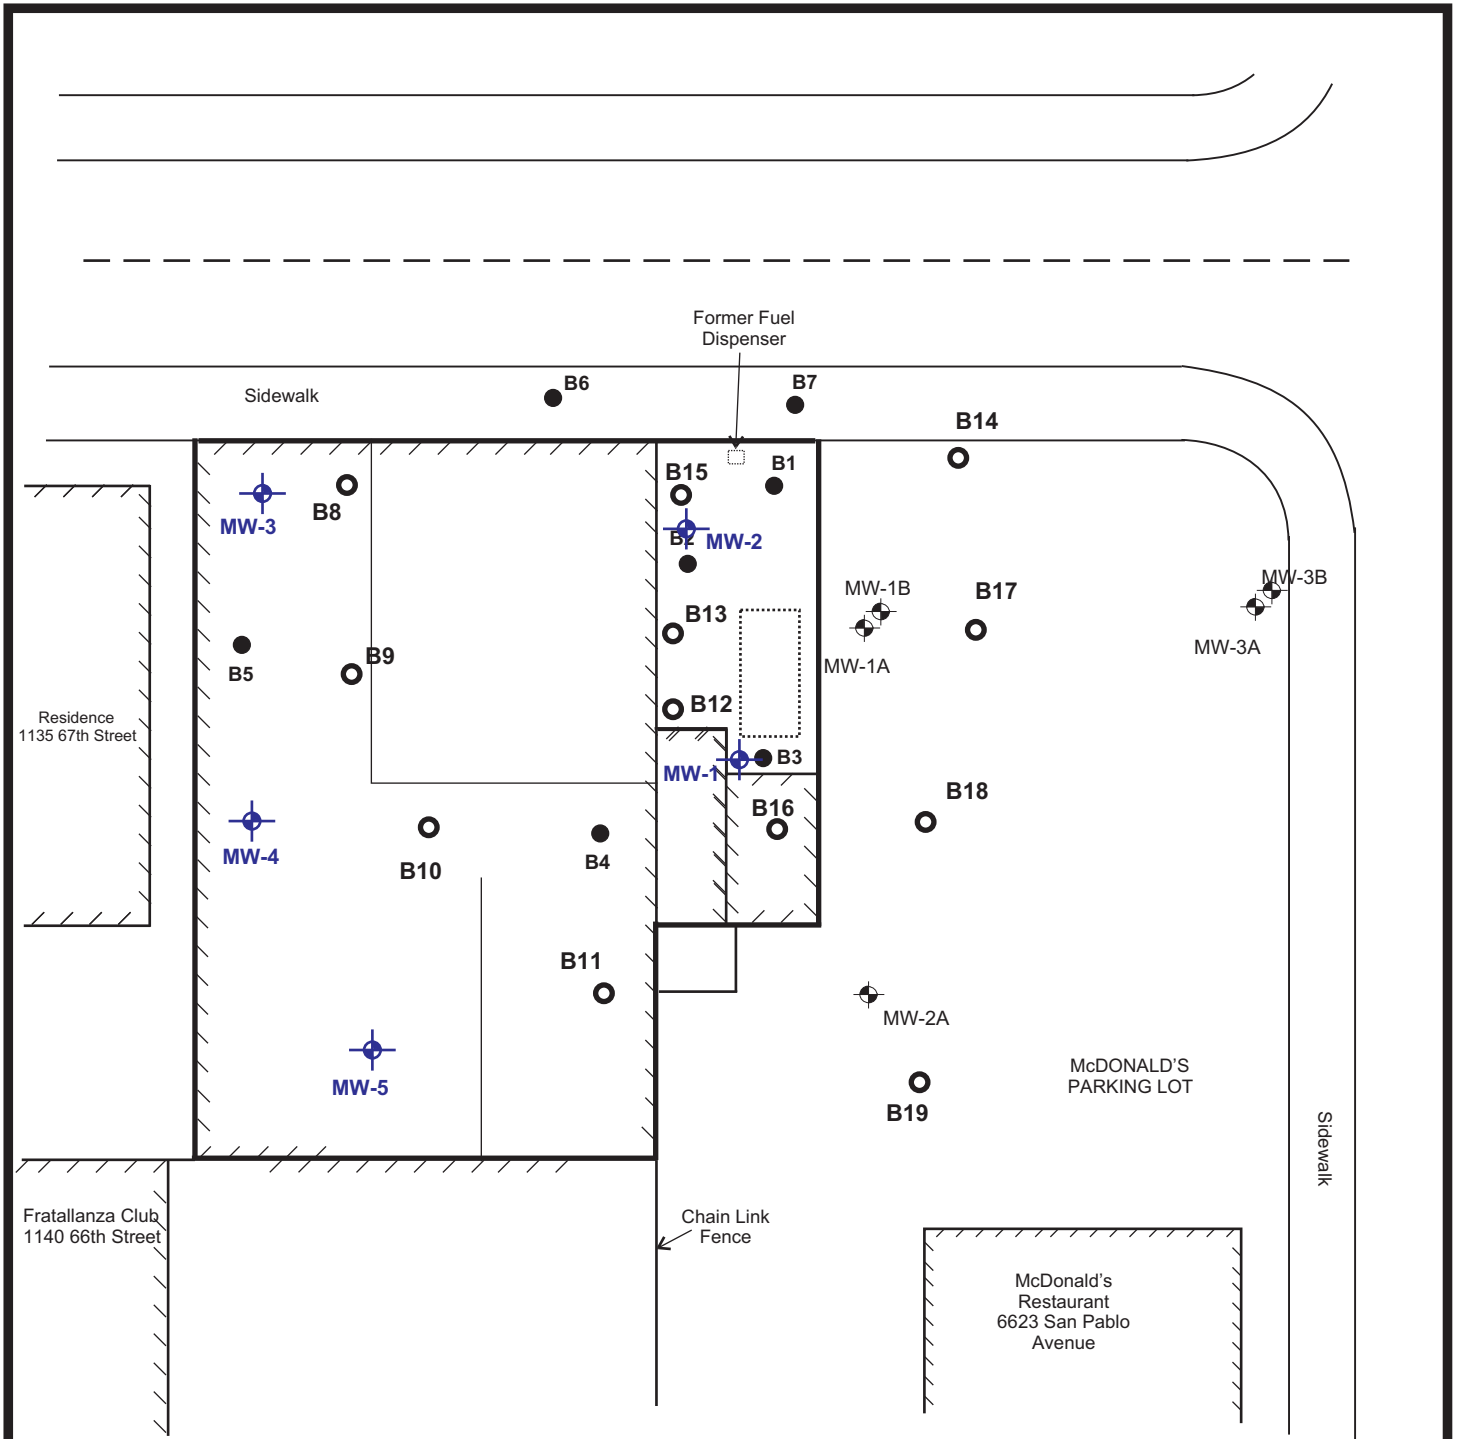 Former Fuel
Dispenser
B6
B7
Sidewalk
B14
B1
B15
B8
MW-3
B2
MW-2
MW-1B
B17
MW-3B
B13
MW-3A
B9
MW-1A
B5
B12
Residence
1135 67th Street
B3
MW-1
B18
B16
MW-4
B4
B10
B11
MW-2A
McDONALD'S
PARKING LOT
MW-5
B19
Sidewalk
Fratallanza Club
1140 66th Street
Chain Link
Fence
McDonald's
Restaurant
6623 San Pablo
Avenue